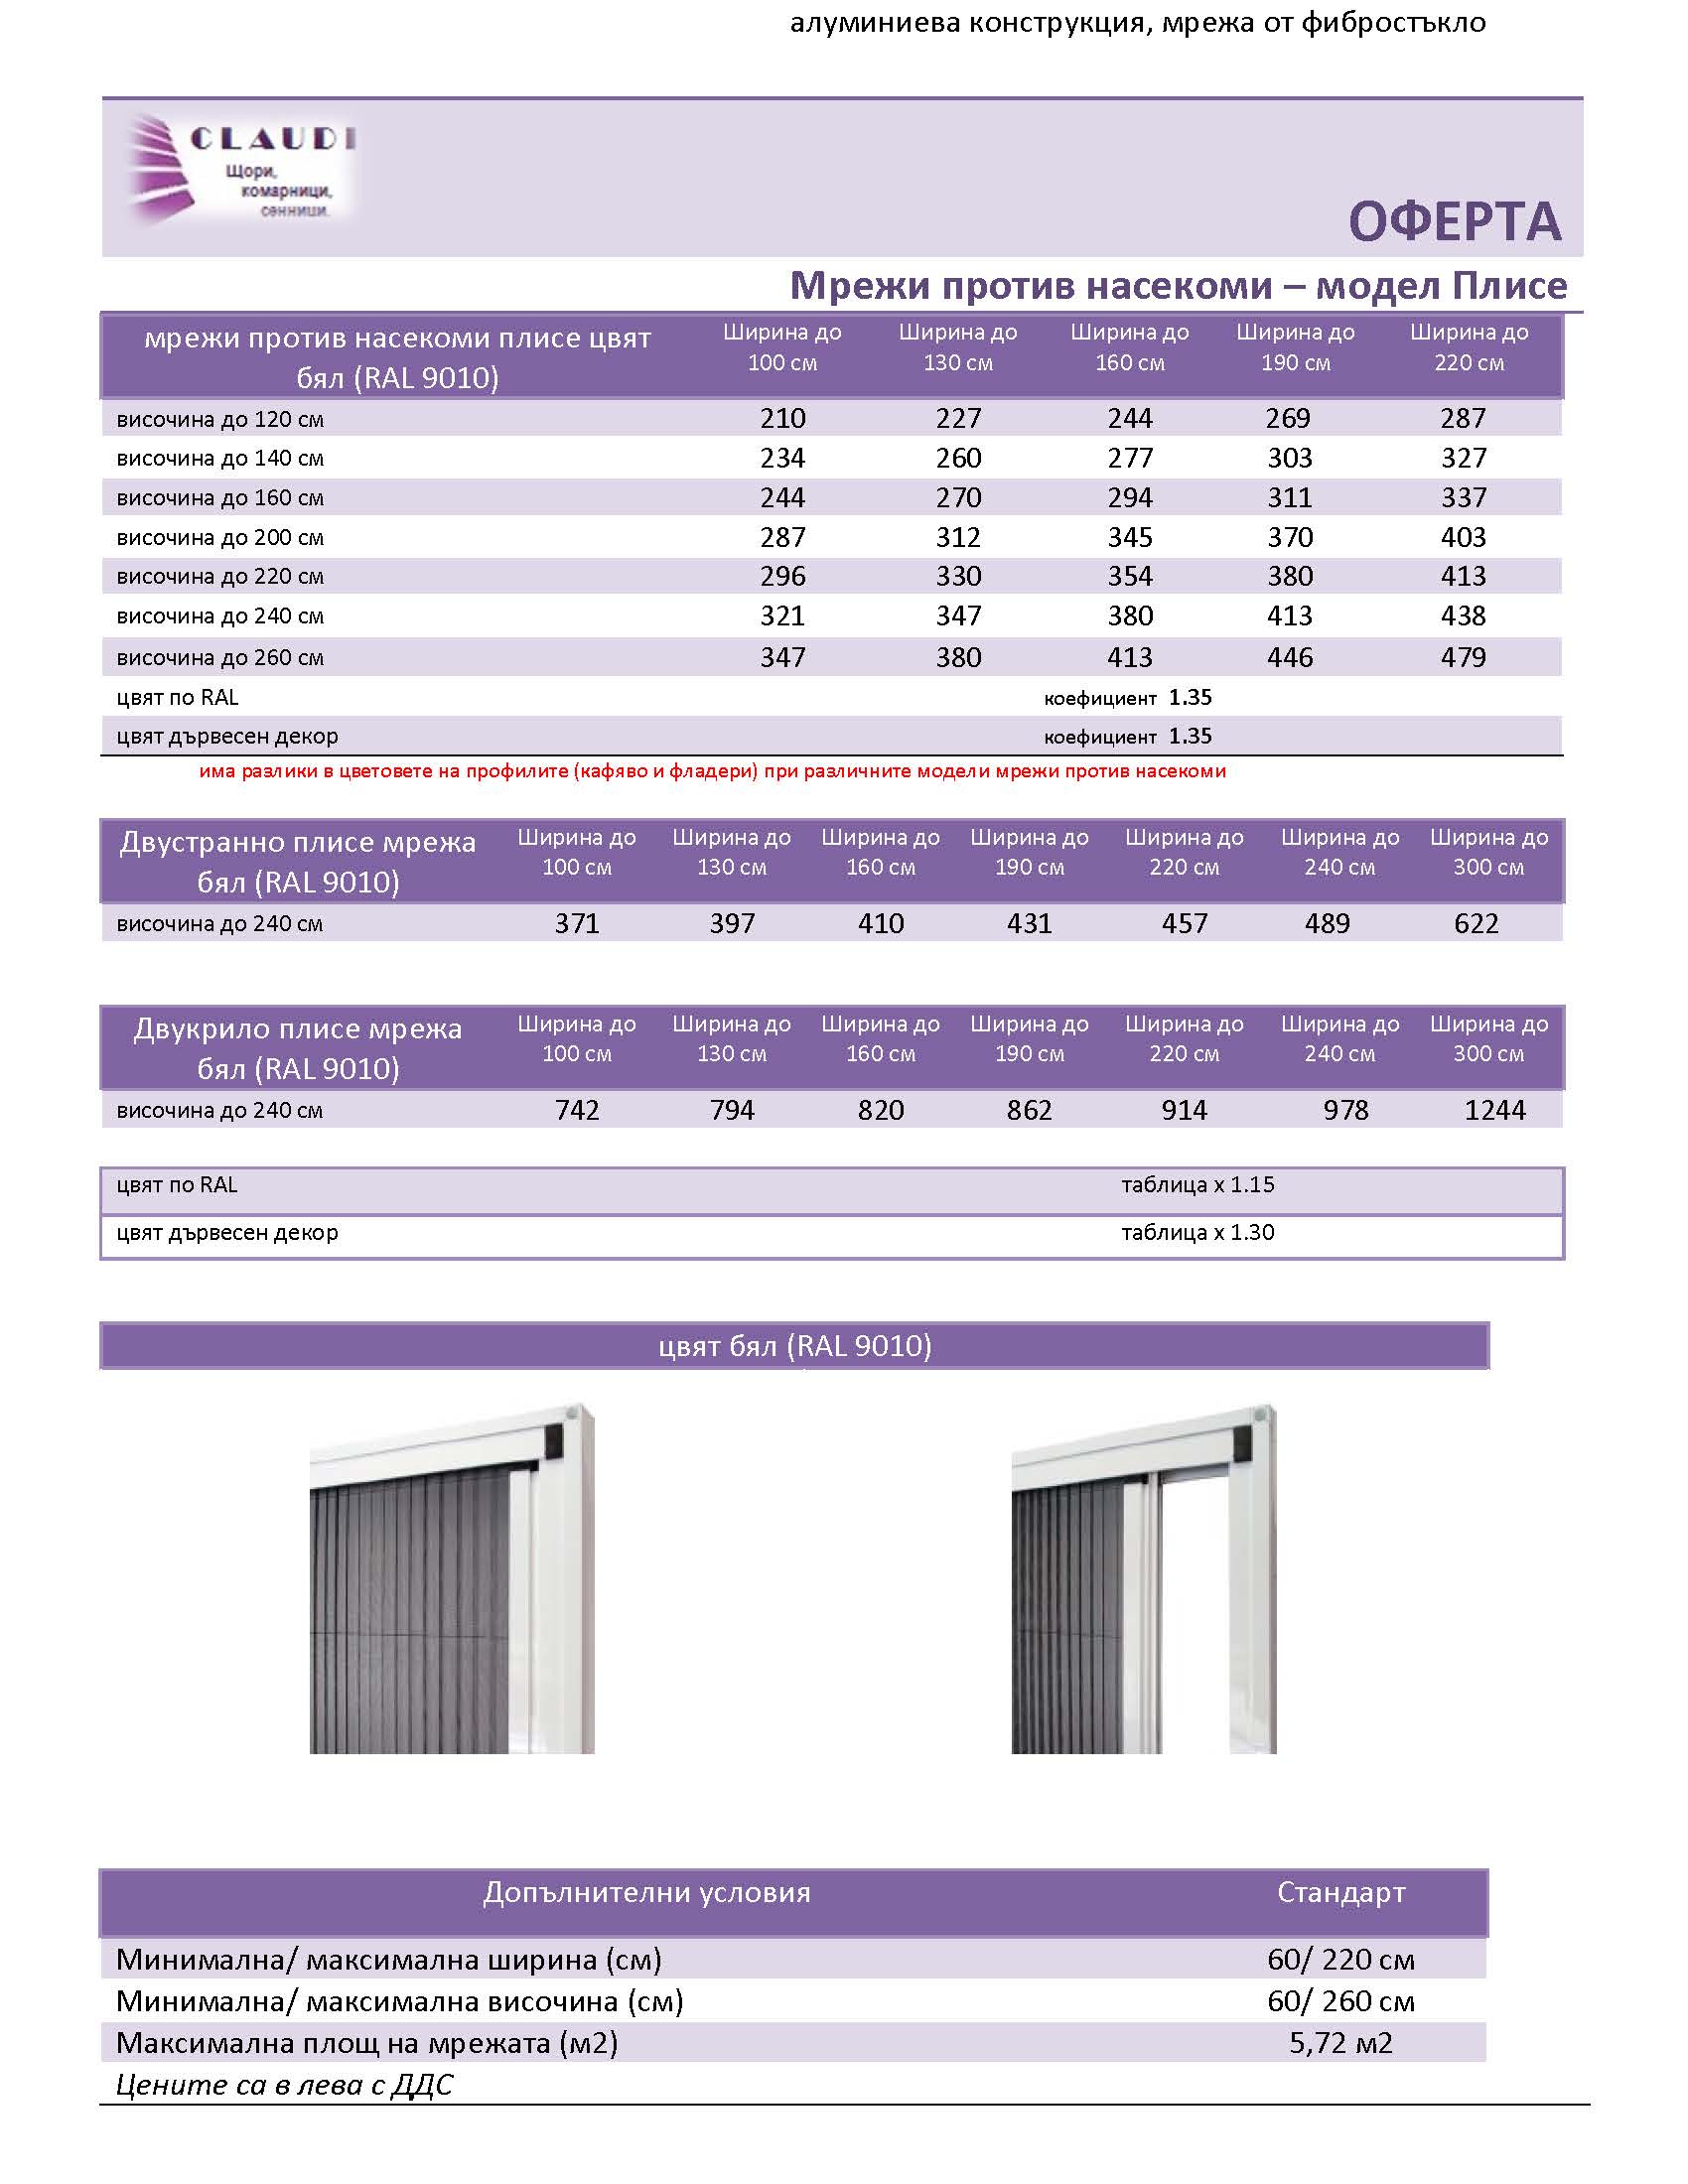 алуминиева конструкция, мрежа от фибростъкло
CLAUDI
Щори,
комарници,
сенници.
ОФЕРТА
Мрежи против насекоми – модел Плисе
мрежи против насекоми плисе цвят
бял (RAL 9010)
Ширина до
100 см
Ширина до
130 см
Ширина до
160 см
Ширина до
190 см
Ширина до
220 см
височина до 120 см 210 227 244 269 287
височина до 140 см 234 260 277 303 327
височина до 160 см 244 270 294 311 337
височина до 200 см 287 312 345 370 403
височина до 220 см 296 330 354 380 413
височина до 240 см 321 347 380 413 438
височина до 260 см 347 380 413 446 479
цвят по RAL коефициент 1.35
цвят дървесен декор коефициент 1.35
има разлики в цветовете на профилите (кафяво и фладери) при различните модели мрежи против насекоми
Двустранно плисе мрежа
бял (RAL 9010)
Ширина до
100 см
Ширина до
130 см
Ширина до
160 см
Ширина до
190 см
Ширина до
220 см
Ширина до
240 см
Ширина до
300 см
височина до 240 см 371 397 410 431 457 489 622
Двукрило плисе мрежа
бял (RAL 9010)
Ширина до
100 см
Ширина до
130 см
Ширина до
160 см
Ширина до
190 см
Ширина до
220 см
Ширина до
240 см
Ширина до
300 см
височина до 240 см 742 794 820 862 914 978 1244
цвят по RAL таблица х 1.15
цвят дървесен декор таблица х 1.30
цвят бял (RAL 9010)
Допълнителни условия Стандарт
Минимална/ максимална ширина (см) 60/ 220 см
Минимална/ максимална височина (см) 60/ 260 см
Максимална площ на мрежата (м2) 5,72 м2
Цените са в лева с ДДС